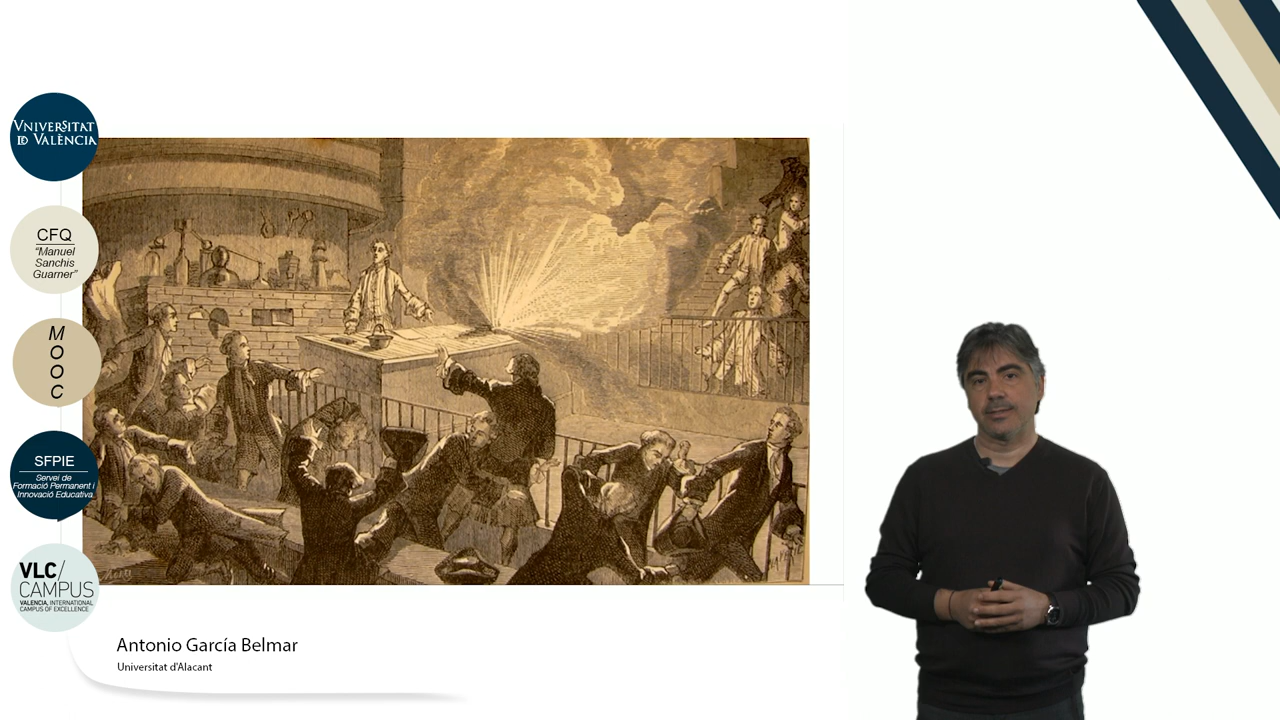 VNIVERSITAT
ID VALÈNCIA
CFQ
“Manuel
Sanchis
Guarner”
M
O
O
C
SFPIE
Servei de
Formació Permanent i
Innovació Educativa
VLC/
CAMPUS
VALENCIA, INTERNATIONAL
CAMPUS OF EXCELLENCE
Antonio García Belmar
Universitat d'Alacant